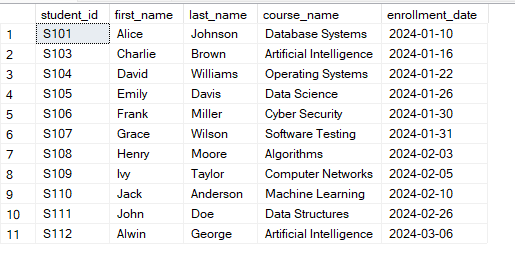 student_id first_name last_name course_name enrollment_date
1 S101 Alice Johnson Database Systems 2024-01-10
2 S103 Charlie Brown Artificial Intelligence 2024-01-16
3 S104 David Williams Operating Systems 2024-01-22
4 S105 Emily Davis Data Science 2024-01-26
5 S106 Frank Miller Cyber Security 2024-01-30
6 S107 Grace Wilson Software Testing 2024-01-31
7 S108 Henry Moore Algorithms 2024-02-03
8 S109 Ivy Taylor Computer Networks 2024-02-05
9 S110 Jack Anderson Machine Learning 2024-02-10
10 S111 John Doe Data Structures 2024-02-26
11 S112 Alwin George Artificial Intelligence 2024-03-06